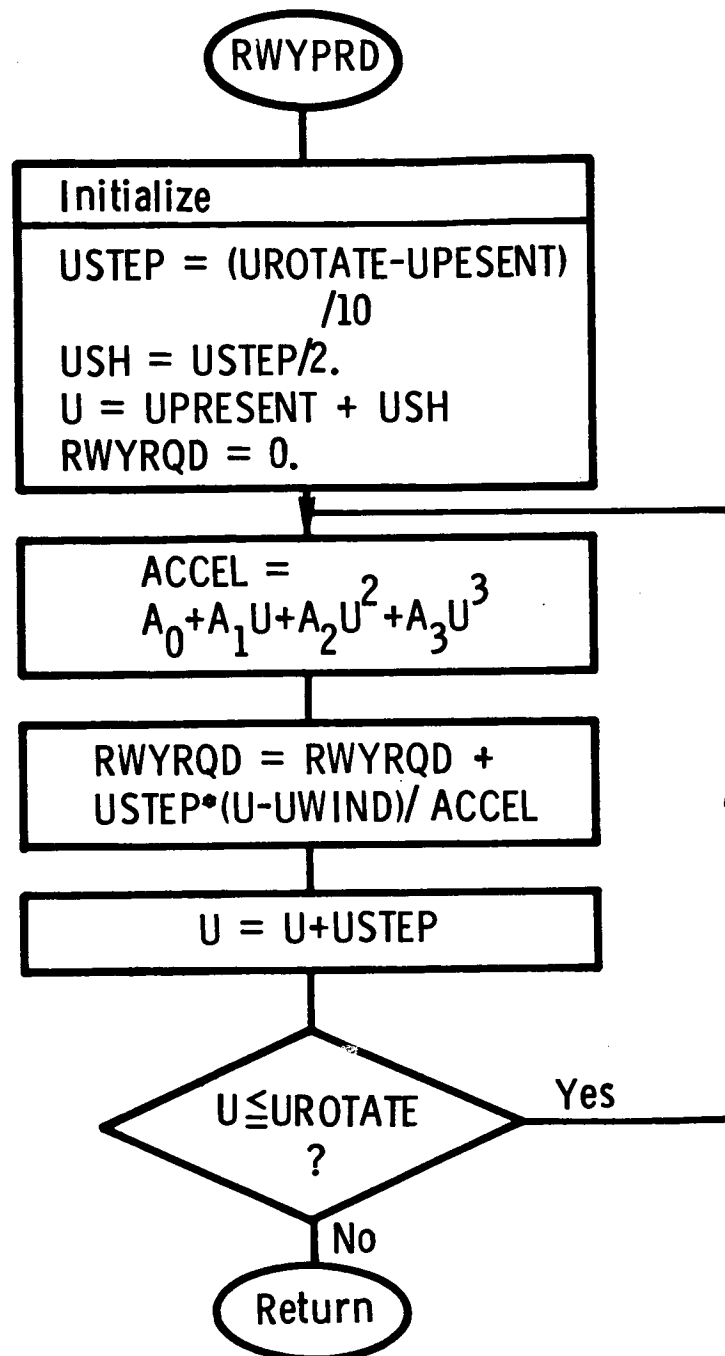 RWYPRD
Initialize
USTEP = (UROTATE-UPESENT)
/10
USH = USTEP/2.
U = UPRESENT + USH
RWYRQD = 0.
ACCEL =
A₀+A₁U+A₂U²+A₃U³
RWYRQD = RWYRQD +
USTEP*(U-UWIND)/ACCEL
U = U+USTEP
U≦UROTATE
?
Yes
No
Return